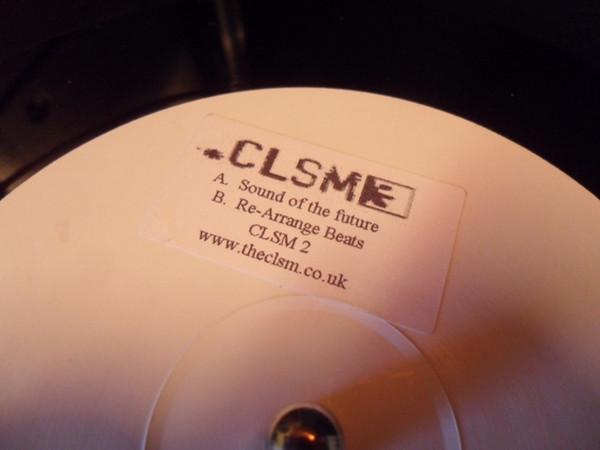 CLSM
A. Sound of the future
B. Re-Arrange Beats
CLSM 2
www.theclsm.co.uk